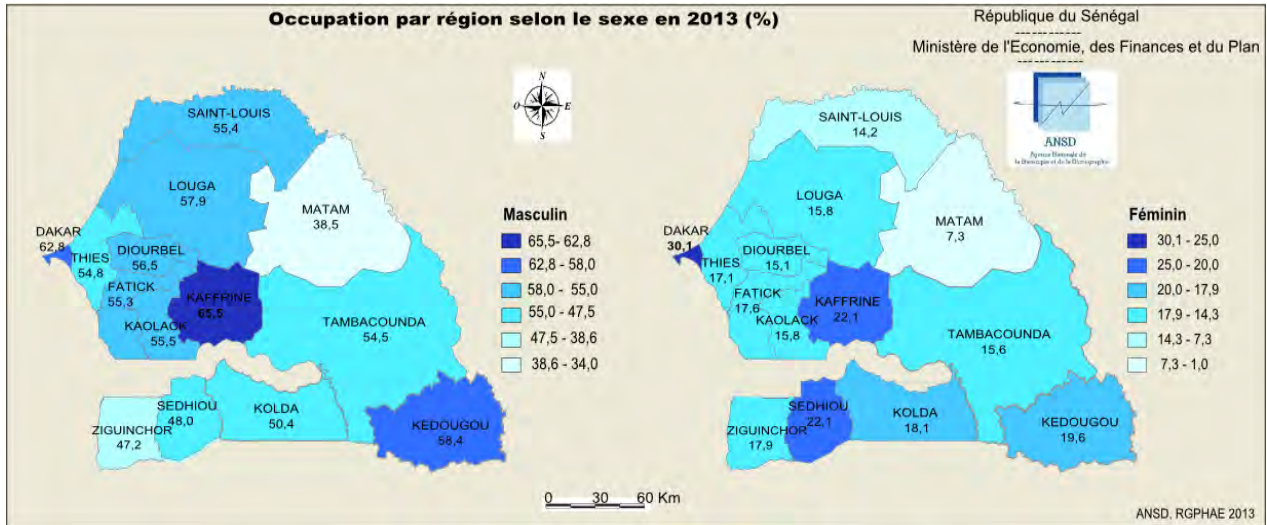 Occupation par région selon le sexe en 2013 (%)
République du Sénégal
------------
Ministère de l'Economie, des Finances et du Plan
------------
N
O
E
S
ANSD
SAINT-LOUIS
55,4
LOUGA
57,9
MATAM
38,5
DAKAR
62,8
THIES
54,8
DIOURBEL
56,5
FATICK
55,3
KAFFRINE
65,5
KAOLACK
55,5
TAMBACOUNDA
54,5
ZIGUINCHOR
47,2
SEDHIOU
48,0
KOLDA
50,4
KEDOUGOU
58,4
Masculin
65,5- 62,8
62,8 - 58,0
58,0 - 55,0
55,0 - 47,5
47,5 - 38,6
38,6 - 34,0
SAINT-LOUIS
14,2
LOUGA
15,8
MATAM
7,3
DAKAR
30,1
THIES
17,1
DIOURBEL
15,1
FATICK
17,6
KAFFRINE
22,1
KAOLACK
15,8
TAMBACOUNDA
15,6
ZIGUINCHOR
17,9
SEDHIOU
22,1
KOLDA
18,1
KEDOUGOU
19,6
Féminin
30,1 - 25,0
25,0 - 20,0
20,0 - 17,9
17,9 - 14,3
14,3 - 7,3
7,3 - 1,0
0 30 60 Km
ANSD, RGPHAE 2013